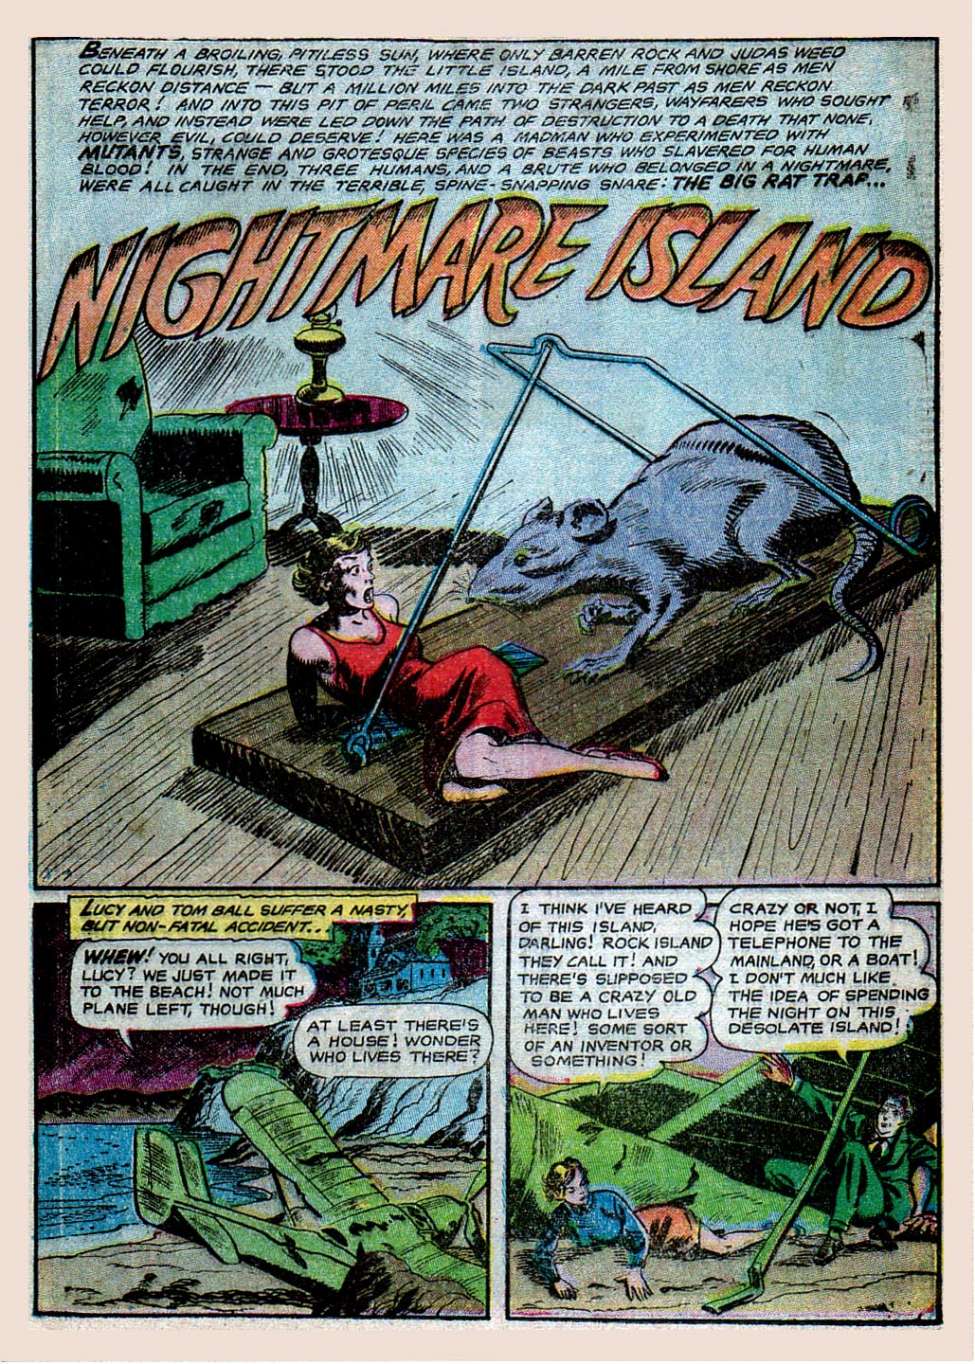 BENEATH A BROILING, PITILESS SUN, WHERE ONLY BARREN ROCK AND JUDAS WEED
COULD FLOURISH, THERE STOOD THE LITTLE ISLAND, A MILE FROM SHORE AS MEN
RECKON DISTANCE — BUT A MILLION MILES INTO THE DARK PAST AS MEN RECKON
TERROR! AND INTO THIS PIT OF PERIL CAME TWO STRANGERS, WAYFARERS WHO SOUGHT
HELP, AND INSTEAD WERE LED DOWN THE PATH OF DESTRUCTION TO A DEATH THAT NONE,
HOWEVER EVIL, COULD DESERVE! HERE WAS A MADMAN WHO EXPERIMENTED WITH
MUTANTS, STRANGE AND GROTESQUE SPECIES OF BEASTS WHO SLAVERED FOR HUMAN
BLOOD! IN THE END, THREE HUMANS, AND A BRUTE WHO BELONGED IN A NIGHTMARE,
WERE ALL CAUGHT IN THE TERRIBLE, SPINE-SNAPPING SNARE: THE BIG RAT TRAP...
NIGHTMARE ISLAND
LUCY AND TOM BALL SUFFER A NASTY,
BUT NON-FATAL ACCIDENT...
WHEW! YOU ALL RIGHT,
LUCY? WE JUST MADE IT
TO THE BEACH! NOT MUCH
PLANE LEFT, THOUGH!
AT LEAST THERE'S
A HOUSE! WONDER
WHO LIVES THERE?
I THINK I'VE HEARD
OF THIS ISLAND,
DARLING! ROCK ISLAND
THEY CALL IT! AND
THERE'S SUPPOSED
TO BE A CRAZY OLD
MAN WHO LIVES
HERE! SOME SORT
OF AN INVENTOR OR
SOMETHING!
CRAZY OR NOT, I
HOPE HE'S GOT A
TELEPHONE TO THE
MAINLAND, OR A BOAT!
I DON'T MUCH LIKE
THE IDEA OF SPENDING
THE NIGHT ON THIS
DESOLATE ISLAND!